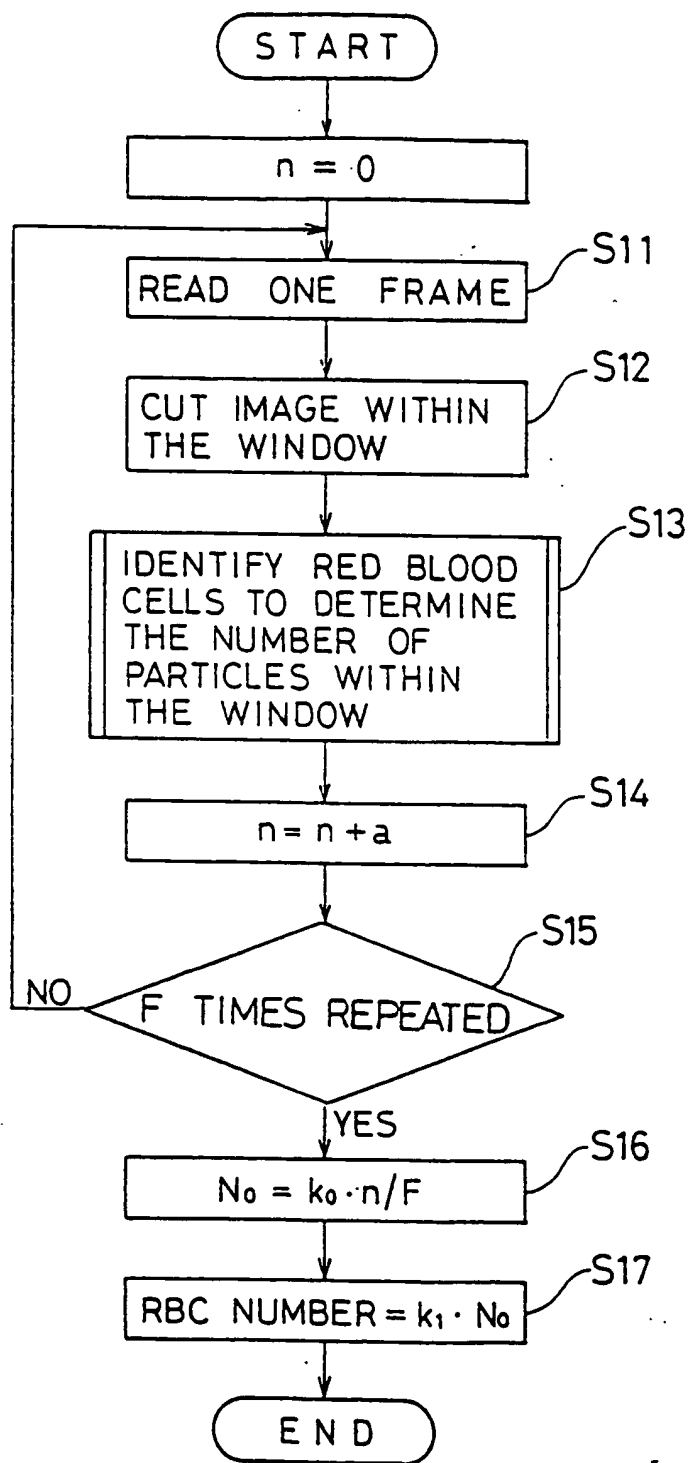 START
n = 0
S11
READ ONE FRAME
S12
CUT IMAGE WITHIN
THE WINDOW
S13
IDENTIFY RED BLOOD
CELLS TO DETERMINE
THE NUMBER OF
PARTICLES WITHIN
THE WINDOW
S14
n = n + a
S15
NO
F TIMES REPEATED
YES
S16
N₀ = k₀ · n/F
S17
RBC NUMBER = k₁ · N₀
END